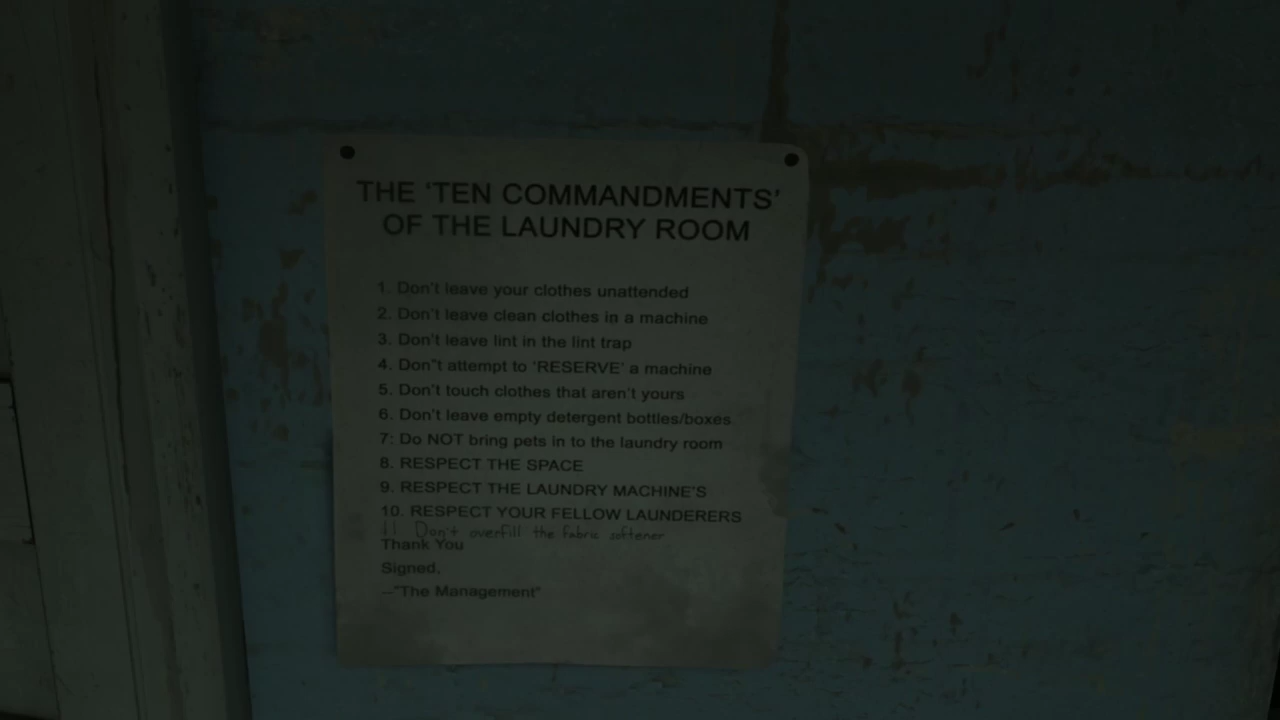 THE ‘TEN COMMANDMENTS’
OF THE LAUNDRY ROOM
1. Don't leave your clothes unattended
2. Don't leave clean clothes in a machine
3. Don't leave lint in the lint trap
4. Don"t attempt to ‘RESERVE’ a machine
5. Don't touch clothes that aren't yours
6. Don't leave empty detergent bottles/boxes
7: Do NOT bring pets in to the laundry room
8. RESPECT THE SPACE
9. RESPECT THE LAUNDRY MACHINE'S
10. RESPECT YOUR FELLOW LAUNDERERS
11. Don't overfill the fabric softener
Thank You
Signed,
—"The Management"